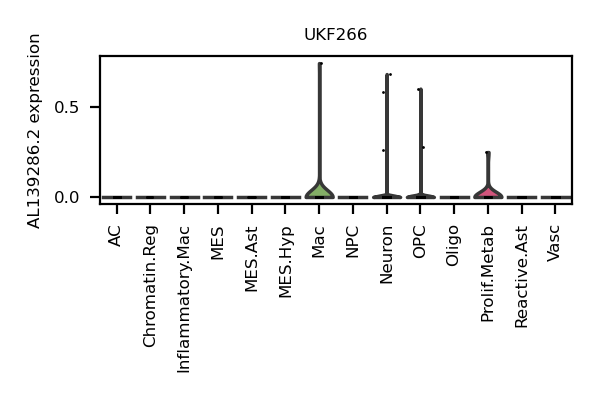 UKF266
AL139286.2 expression
0.5
0.0
AC
Chromatin.Reg
Inflammatory.Mac
MES
MES.Ast
MES.Hyp
Mac
NPC
Neuron
OPC
Oligo
Prolif.Metab
Reactive.Ast
Vasc